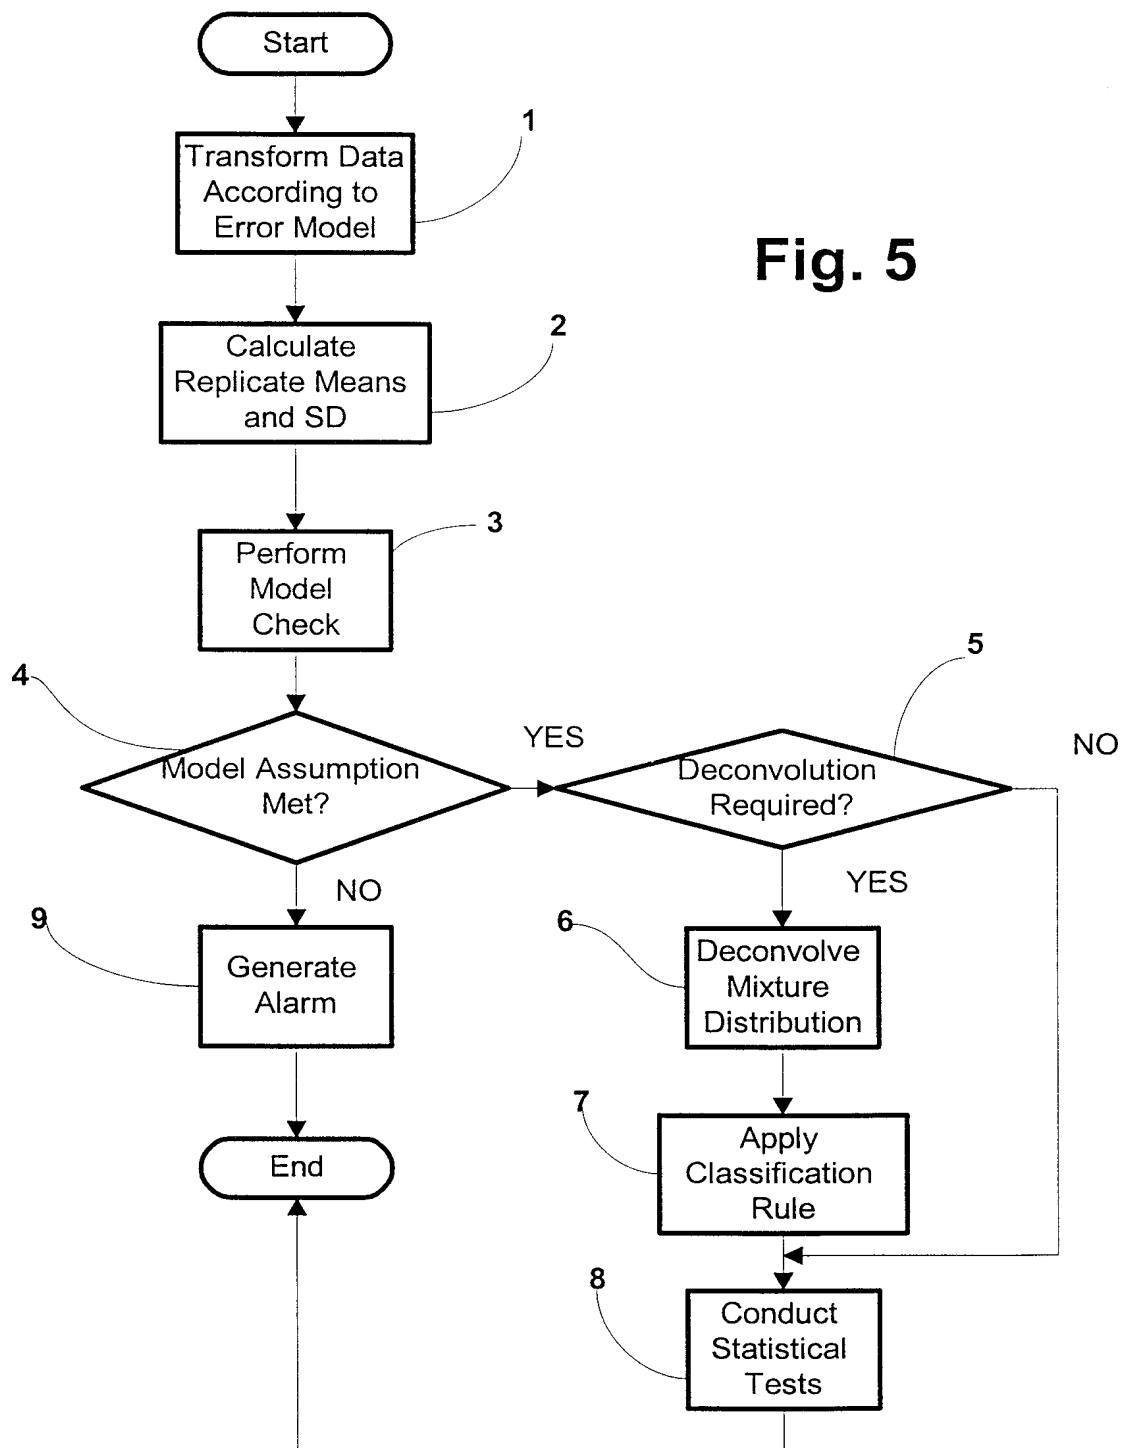 Start
1
Transform Data
According to
Error Model
Fig. 5
2
Calculate
Replicate Means
and SD
3
Perform
Model
Check
4
Model Assumption
Met?
YES
5
Deconvolution
Required?
NO
NO
YES
9
Generate
Alarm
6
Deconvolve
Mixture
Distribution
End
7
Apply
Classification
Rule
8
Conduct
Statistical
Tests